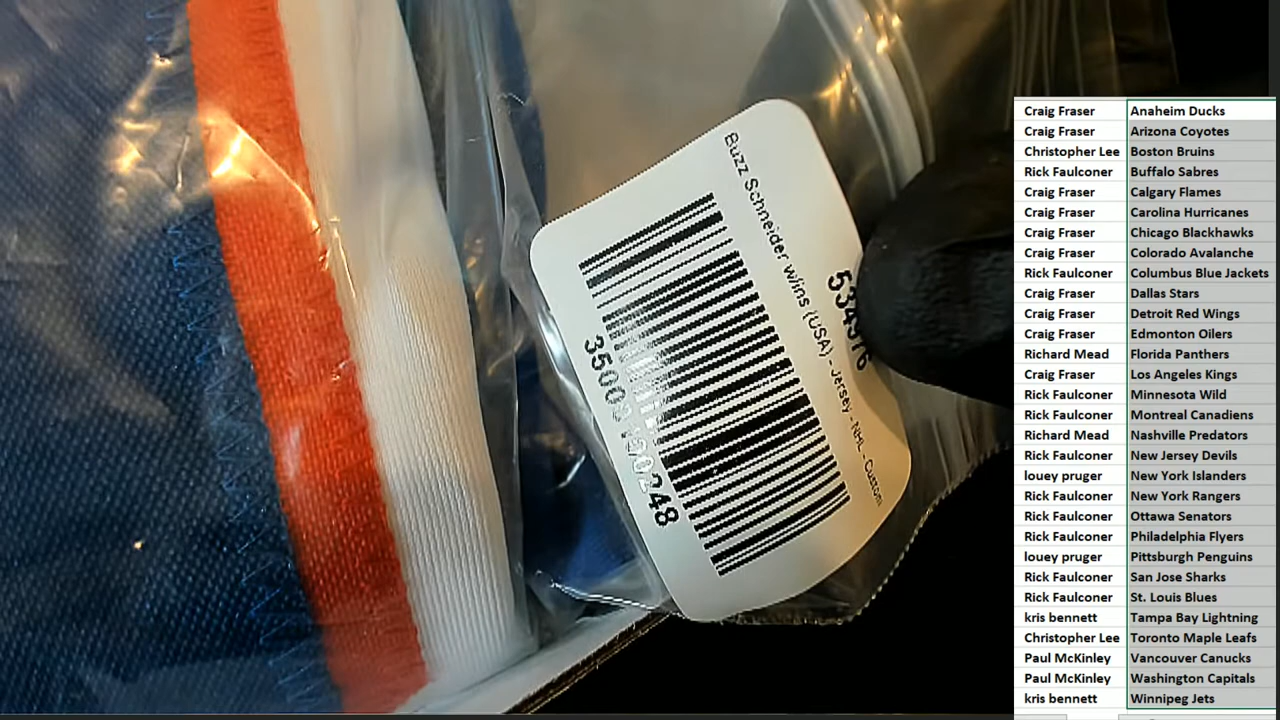 Buzz Schneider w/ins (USA) - Jersey - NHL - Custom
Craig Fraser Anaheim Ducks
Craig Fraser Arizona Coyotes
Christopher Lee Boston Bruins
Rick Faulconer Buffalo Sabres
Craig Fraser Calgary Flames
Craig Fraser Carolina Hurricanes
Craig Fraser Chicago Blackhawks
Craig Fraser Colorado Avalanche
Rick Faulconer Columbus Blue Jackets
Craig Fraser Dallas Stars
Craig Fraser Detroit Red Wings
Craig Fraser Edmonton Oilers
Richard Mead Florida Panthers
Craig Fraser Los Angeles Kings
Rick Faulconer Minnesota Wild
Rick Faulconer Montreal Canadiens
Richard Mead Nashville Predators
Rick Faulconer New Jersey Devils
louey pruger New York Islanders
Rick Faulconer New York Rangers
Rick Faulconer Ottawa Senators
Rick Faulconer Philadelphia Flyers
louey pruger Pittsburgh Penguins
Rick Faulconer San Jose Sharks
Rick Faulconer St. Louis Blues
kris bennett Tampa Bay Lightning
Christopher Lee Toronto Maple Leafs
Paul McKinley Vancouver Canucks
Paul McKinley Washington Capitals
kris bennett Winnipeg Jets